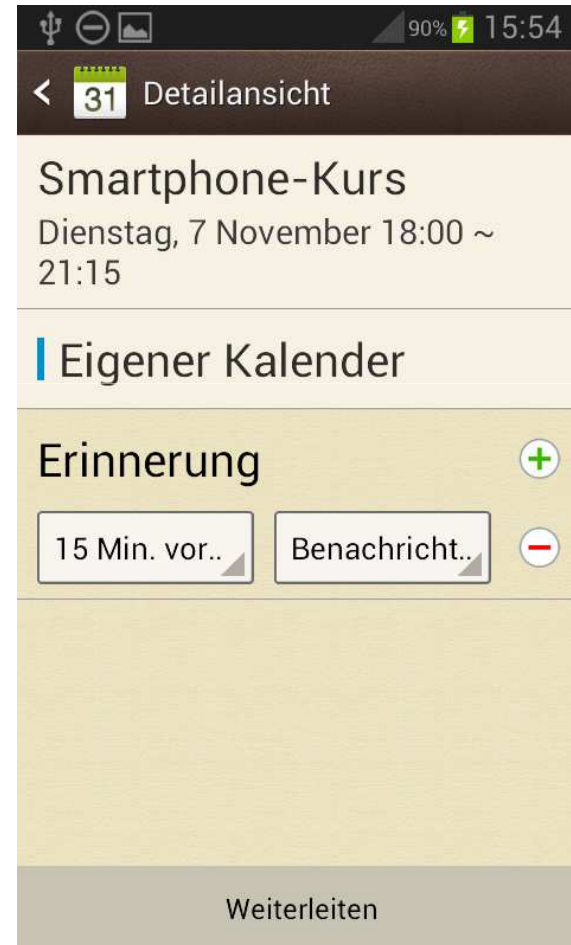 90% 15:54
31 Detailansicht
Smartphone-Kurs
Dienstag, 7 November 18:00 ~
21:15
Eigener Kalender
Erinnerung
15 Min. vor.. Benachricht..
Weiterleiten